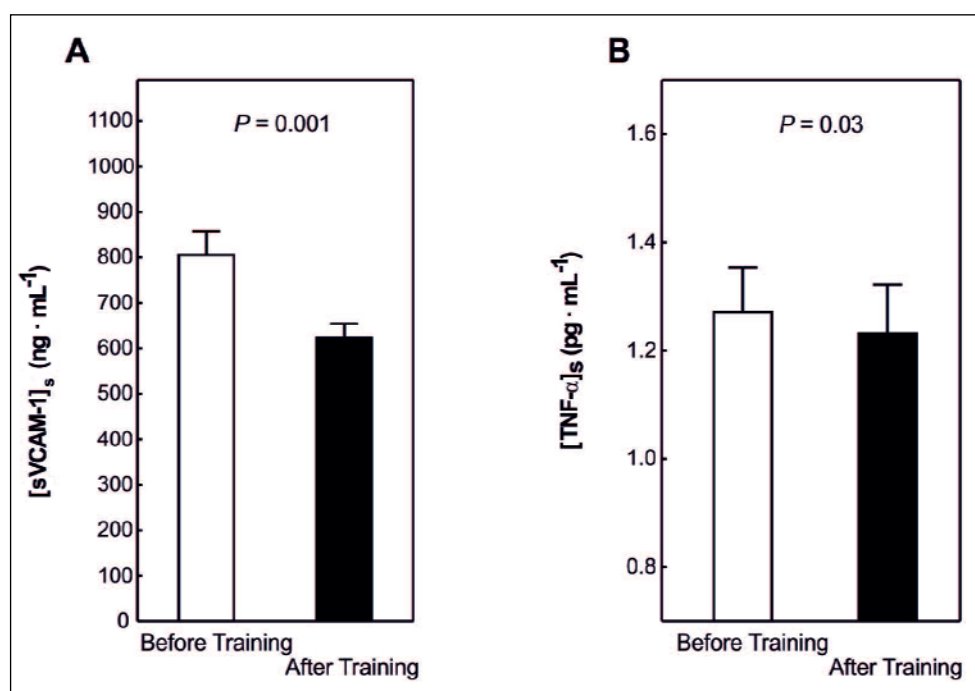 A
P = 0.001
[sVCAM-1]s (ng · mL-1)
1100
1000
900
800
700
600
500
400
300
200
100
0
Before Training
After Training
B
P = 0.03
[TNF-α]s (pg · mL-1)
1.6
1.4
1.2
1.0
0.8
Before Training
After Training